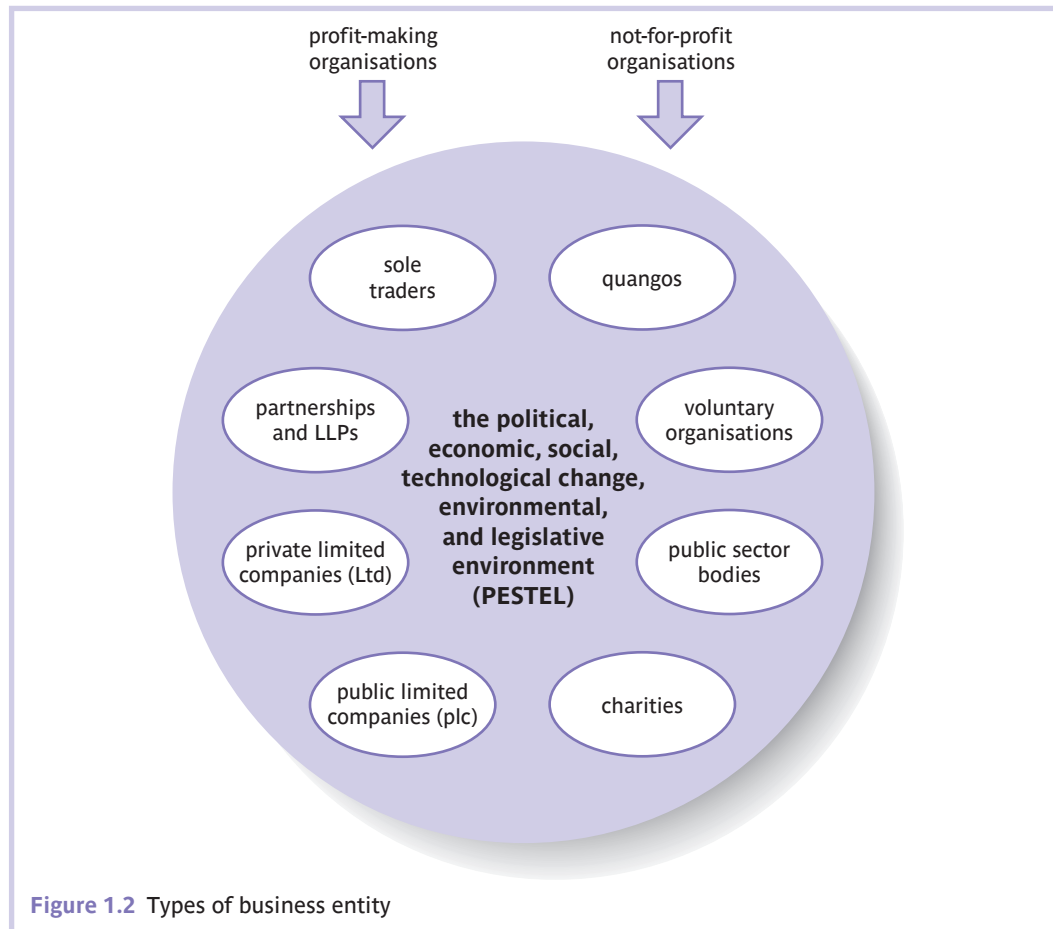 profit-making
organisations
not-for-profit
organisations
sole
traders
quangos
partnerships
and LLPs
the political,
economic, social,
technological change,
environmental,
and legislative
environment
(PESTEL)
voluntary
organisations
private limited
companies (Ltd)
public sector
bodies
public limited
companies (plc)
charities
Figure 1.2 Types of business entity